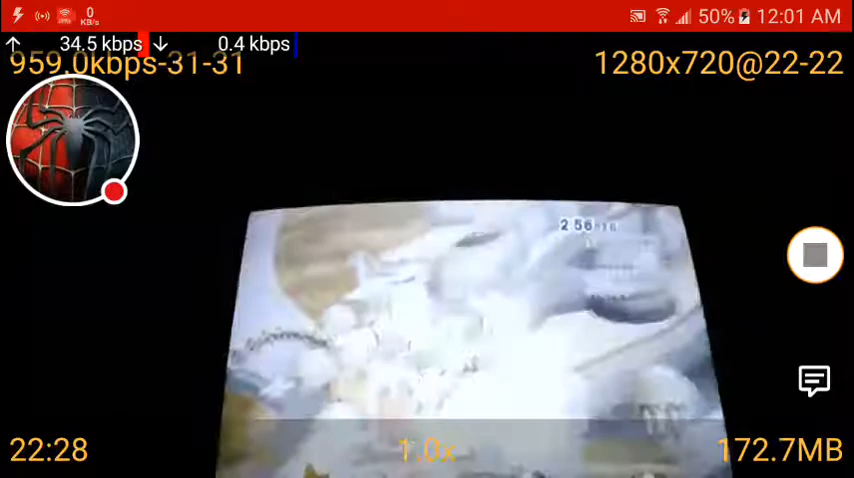 0
KB/s
50% 12:01 AM
34.5 kbps 0.4 kbps
959.0kbps-31-31 1280x720@22-22
2 56
22:28 1.0x 172.7MB